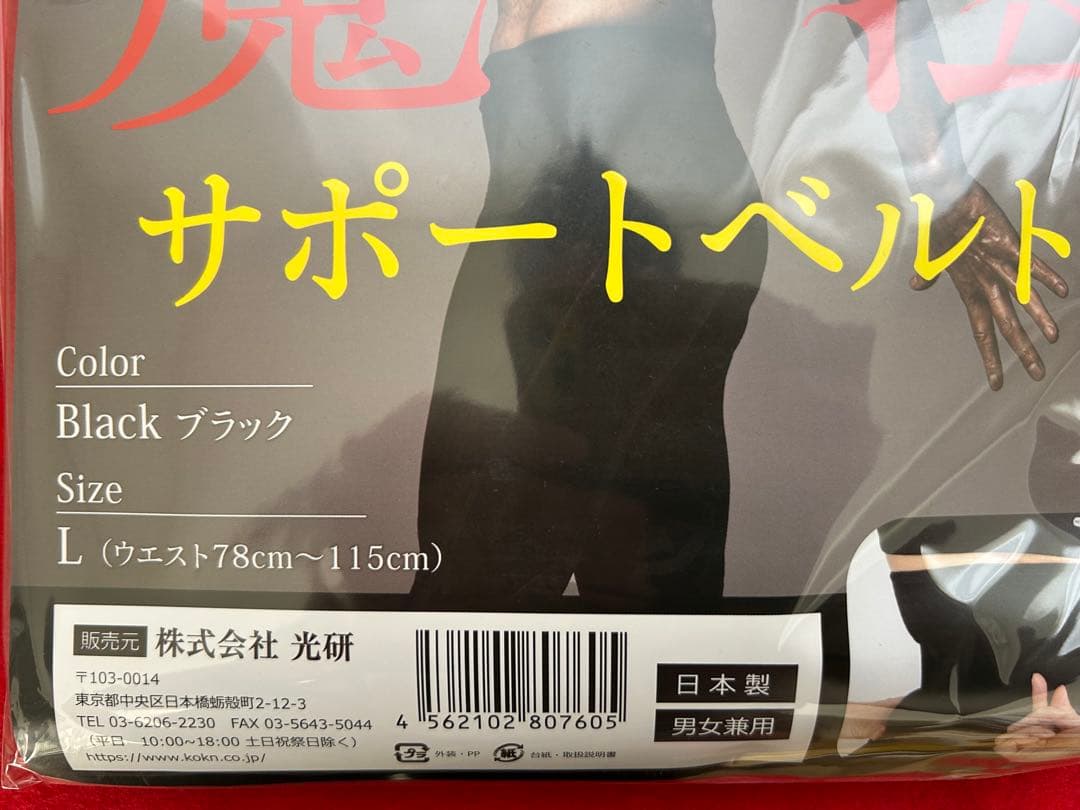 魔
サポートベルト
Color
Black ブラック
Size
L（ウエスト78cm～115cm）
販売元 株式会社 光研
〒103-0014
東京都中央区日本橋蛎殻町2-12-3
TEL 03-6206-2230 FAX 03-5643-5044
（平日、10:00~18:00 土日祝祭日除く）
https://www.kokn.co.jp/
4 562102 807605
プラ 外装・PP 紙 台紙・取扱説明書
日本製
男女兼用